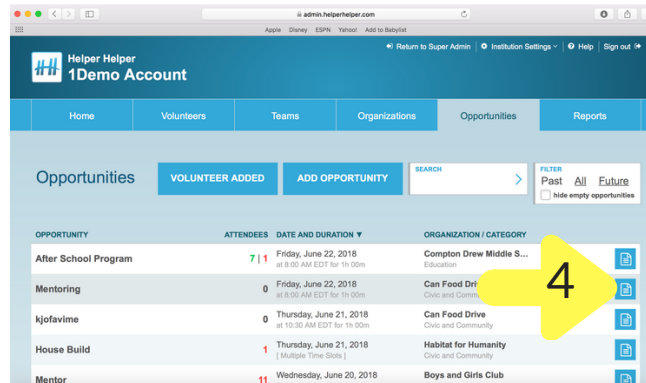 admin.helperhelper.com
Apple Disney ESPN Yahoo! Add to Babylist
Return to Super Admin Institution Settings Help Sign out
Helper Helper
1Demo Account
Home Volunteers Teams Organizations Opportunities Reports
Opportunities VOLUNTEER ADDED ADD OPPORTUNITY
SEARCH
FILTER
Past All Future
hide empty opportunities
OPPORTUNITY ATTENDEES DATE AND DURATION ▼ ORGANIZATION / CATEGORY
After School Program 7 | 1 Friday, June 22, 2018 Compton Drew Middle S...
at 8:00 AM EDT for 1h 00m Education
Mentoring 0 Friday, June 22, 2018 Can Food Dri
at 8:00 AM EDT for 1h 00m Civic and Comm
4
kjofavime 0 Thursday, June 21, 2018 Can Food Drive
at 10:30 AM EDT for 1h 00m Civic and Community
House Build 1 Thursday, June 21, 2018 Habitat for Humanity
[ Multiple Time Slots ] Civic and Community
Mentor 11 Wednesday, June 20, 2018 Boys and Girls Club